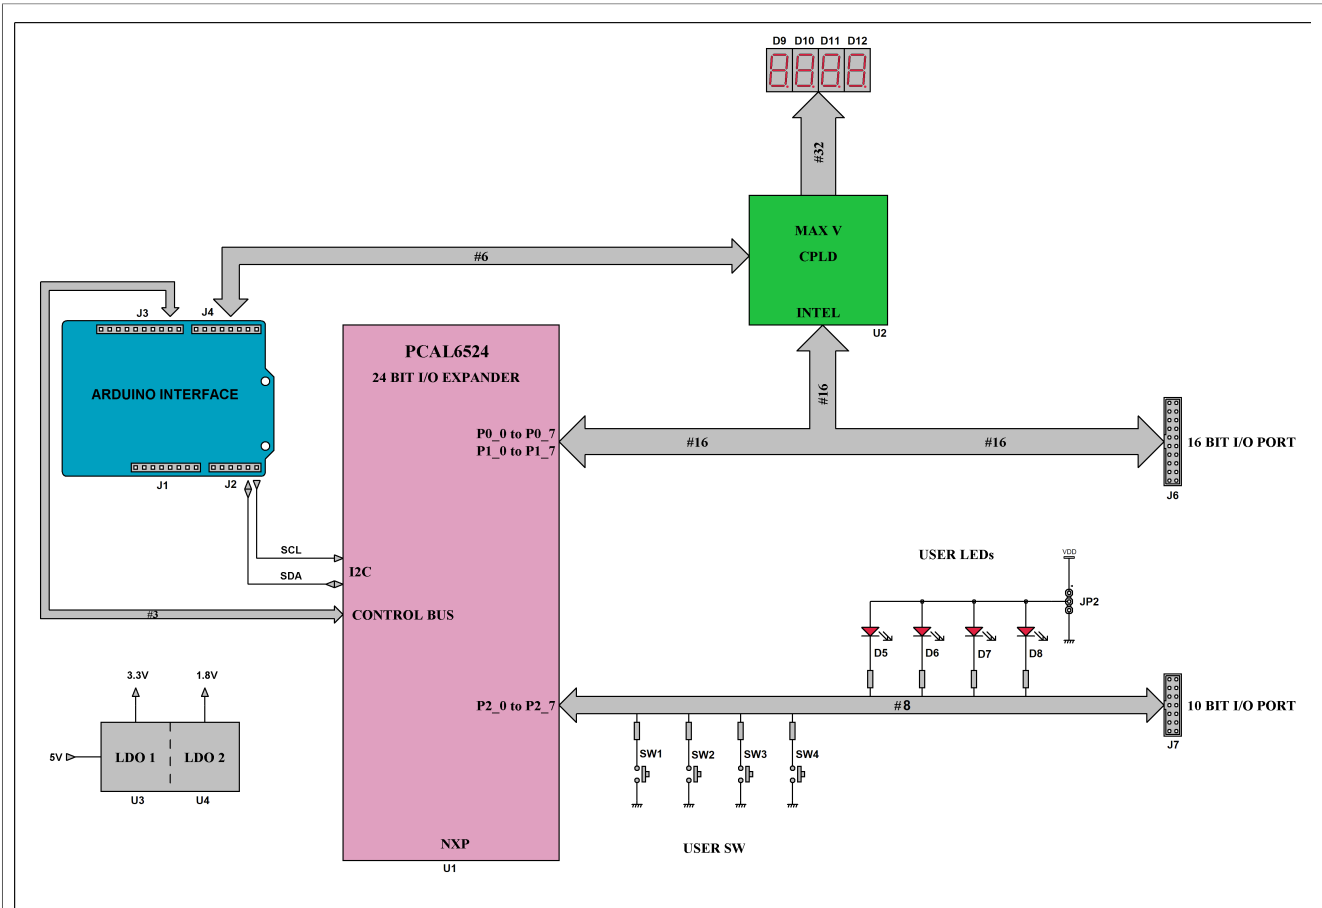 D9 D10 D11 D12
#32
MAX V
CPLD
INTEL
U2
#6
J3
J4
ARDUINO INTERFACE
J1
J2
PCAL6524
24 BIT I/O EXPANDER
P0_0 to P0_7
P1_0 to P1_7
#16
#16
#16
16 BIT I/O PORT
J6
SCL
SDA
I2C
#3
CONTROL BUS
USER LEDs
VDD
JP2
D5
D6
D7
D8
P2_0 to P2_7
#8
10 BIT I/O PORT
J7
3.3V
1.8V
5V
LDO 1
LDO 2
U3
U4
SW1
SW2
SW3
SW4
USER SW
NXP
U1